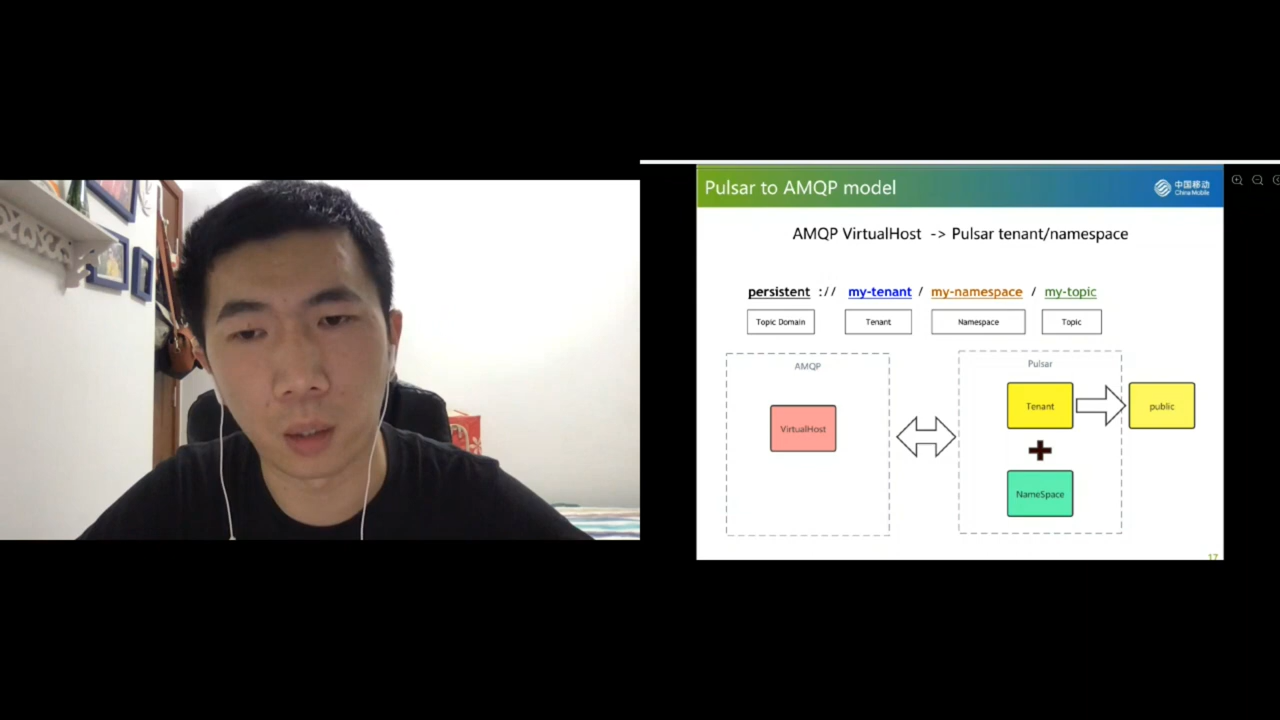 Pulsar to AMQP model
中国移动
China Mobile
AMQP VirtualHost -> Pulsar tenant/namespace
persistent :// my-tenant / my-namespace / my-topic
Topic Domain Tenant Namespace Topic
AMQP
Pulsar
VirtualHost
Tenant
public
NameSpace
17